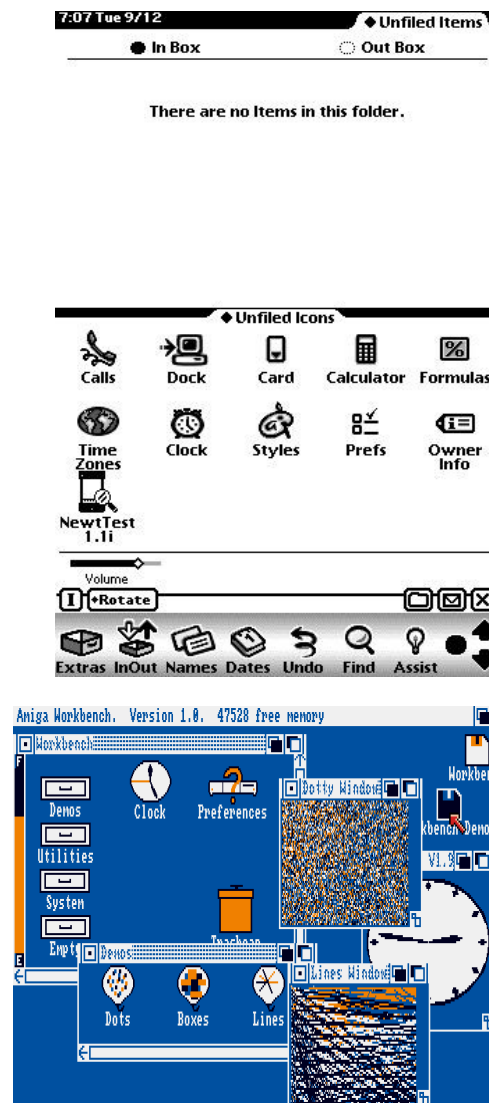 7:07 Tue 9/12
◆Unfiled Items
In Box Out Box
There are no Items in this folder.
◆Unfiled Icons
Calls Dock Card Calculator Formulas
Time Zones Clock Styles Prefs Owner Info
NewtTest 1.1i
Volume
I ◆Rotate X
Extras InOut Names Dates Undo Find Assist
Amiga Workbench. Version 1.0. 47528 free memory
Workbench
F
Demos Clock Preferences
Utilities
System
Empty
E
Trashcan
Dotty Window
V1.3
Demos
Dots Boxes Lines
Lines Window